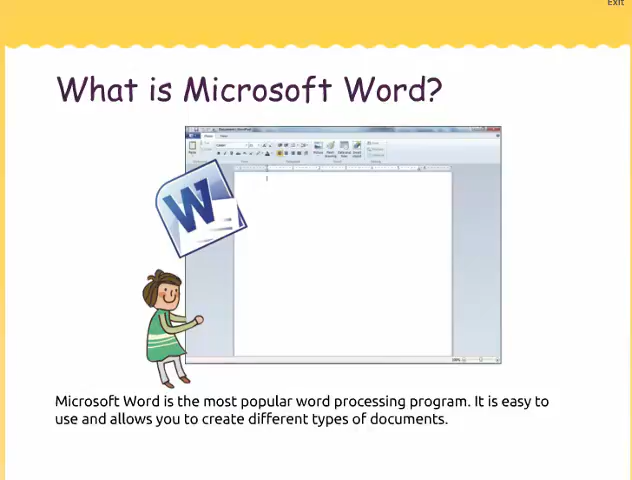 Exit
What is Microsoft Word?
W
Microsoft Word is the most popular word processing program. It is easy to
use and allows you to create different types of documents.